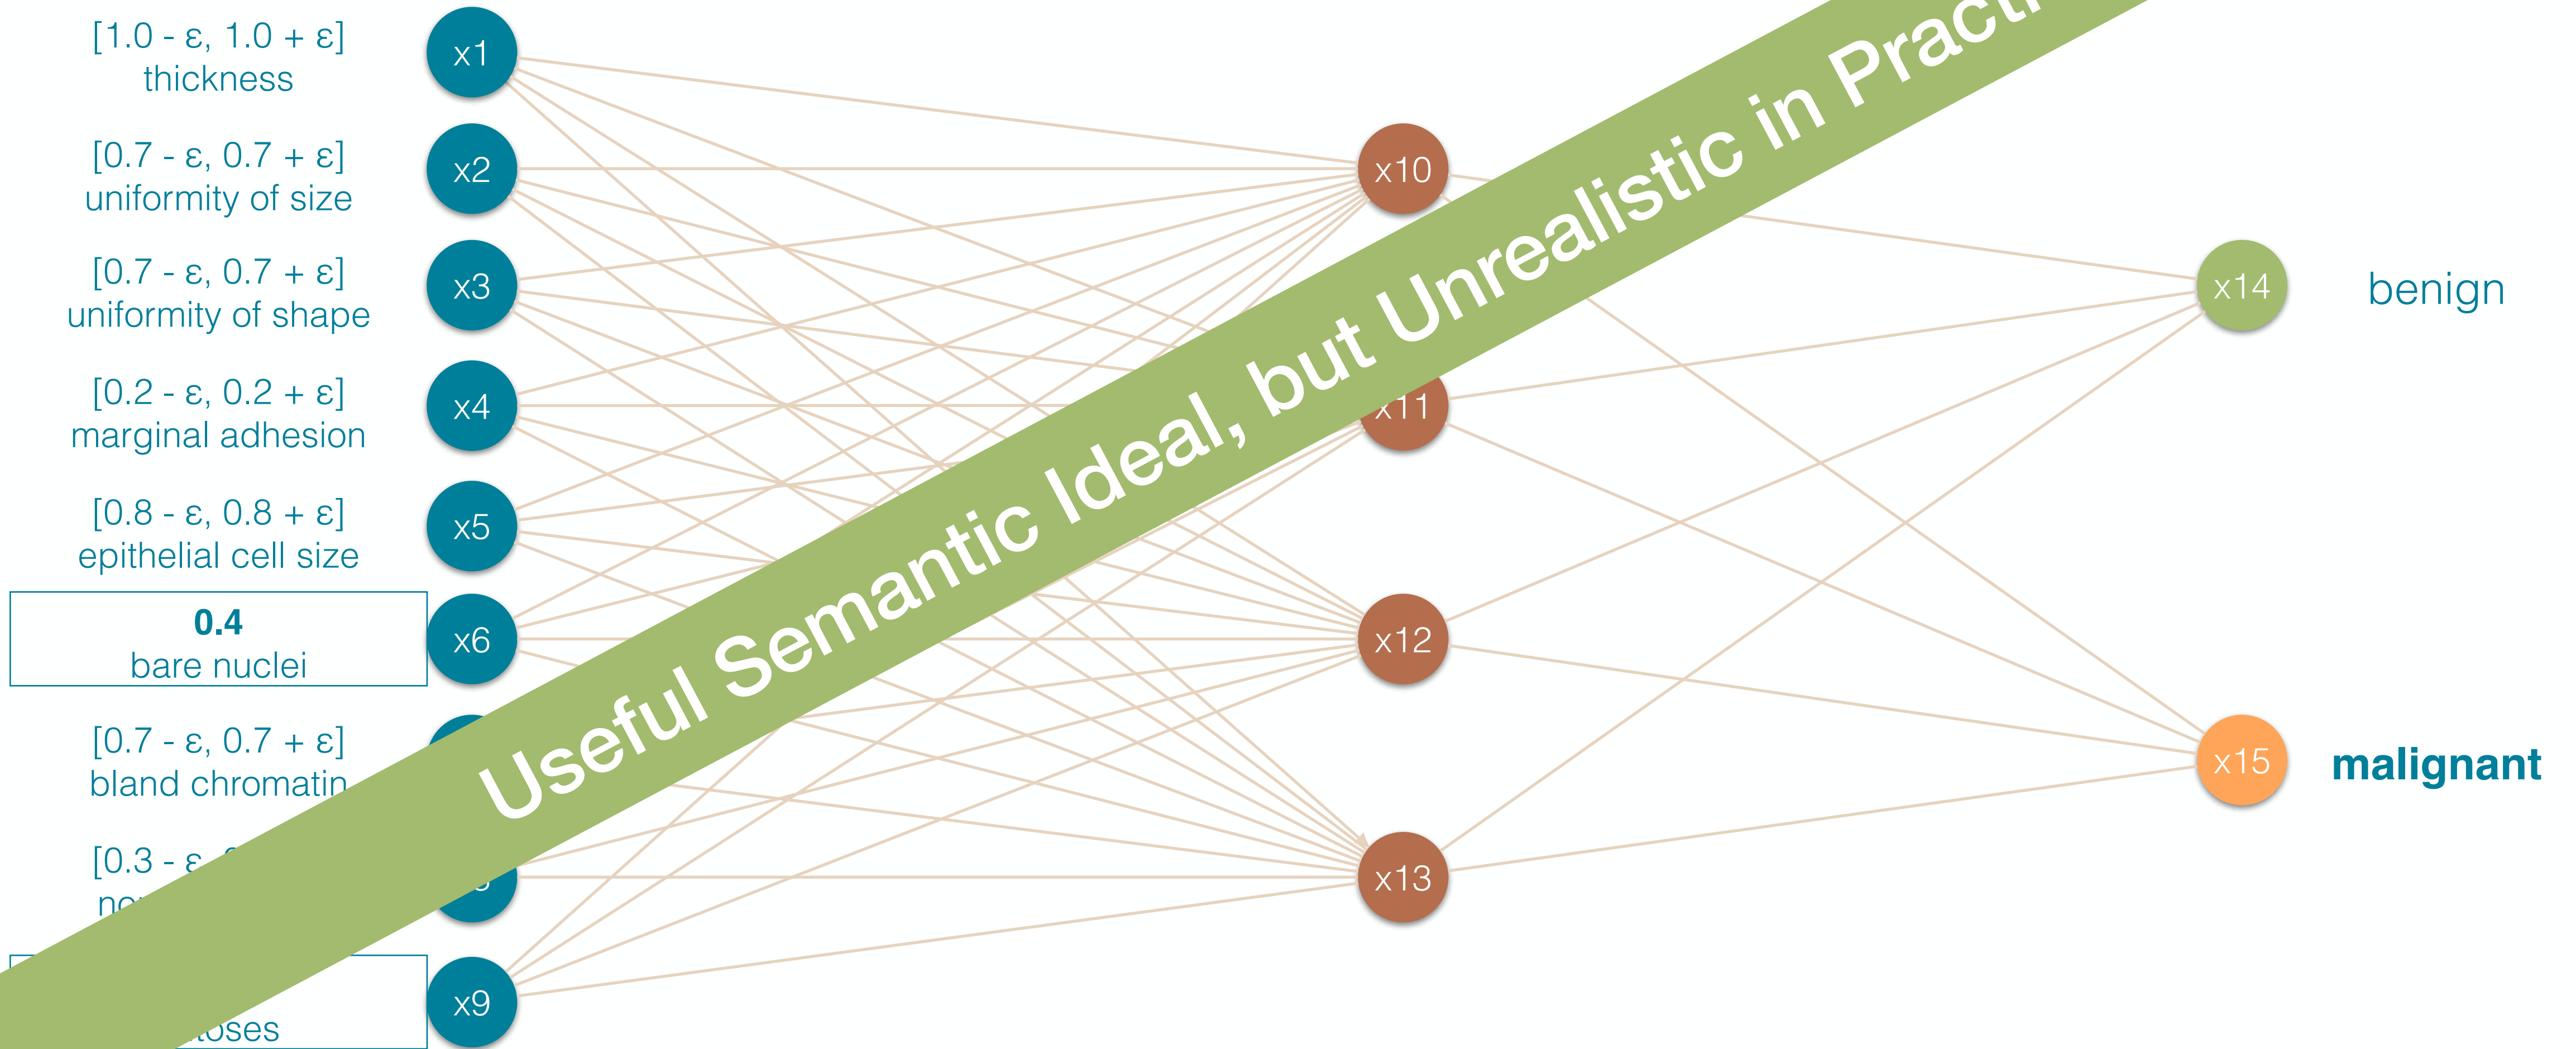 [1.0 - ε, 1.0 + ε]
thickness
x1
[0.7 - ε, 0.7 + ε]
uniformity of size
x2
[0.7 - ε, 0.7 + ε]
uniformity of shape
x3
[0.2 - ε, 0.2 + ε]
marginal adhesion
x4
[0.8 - ε, 0.8 + ε]
epithelial cell size
x5
0.4
bare nuclei
x6
[0.7 - ε, 0.7 + ε]
bland chromatin
[0.3 - ε
x9
x10
x11
x12
x13
x14
benign
x15
malignant
Useful Semantic Ideal, but Unrealistic in